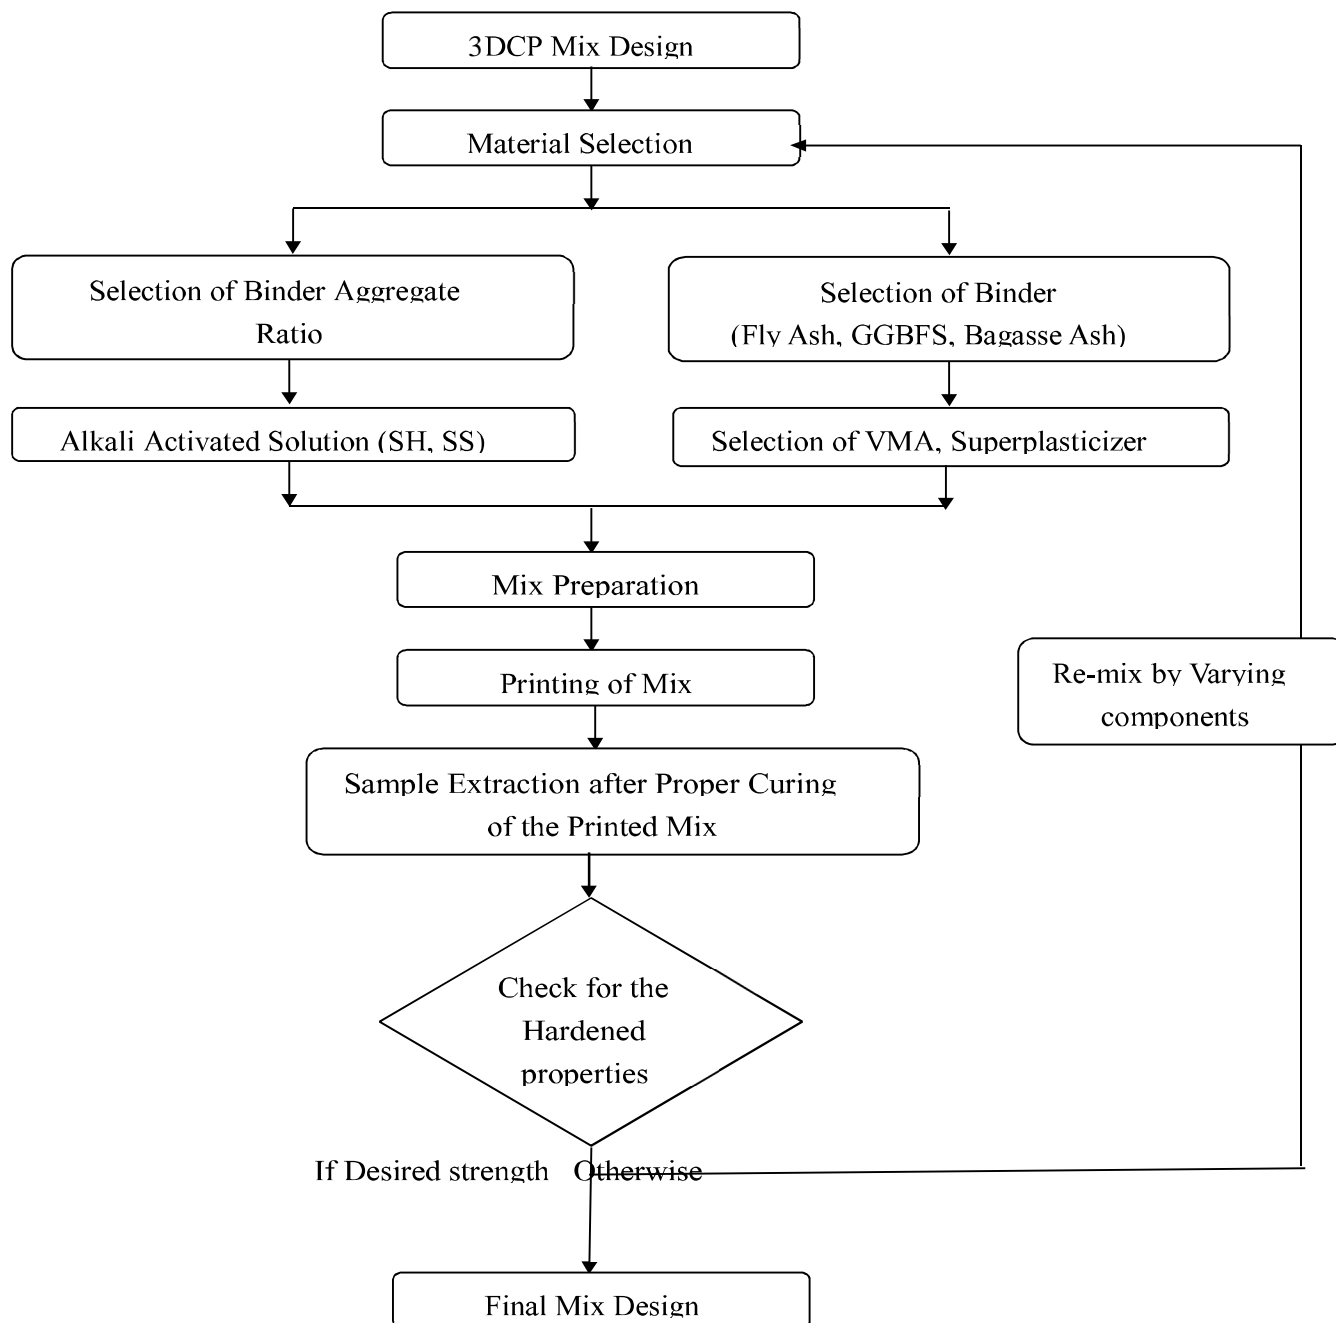 3DCP Mix Design
Material Selection
Selection of Binder Aggregate
Ratio
Selection of Binder
(Fly Ash, GGBFS, Bagasse Ash)
Alkali Activated Solution (SH, SS)
Selection of VMA, Superplasticizer
Mix Preparation
Printing of Mix
Re-mix by Varying
components
Sample Extraction after Proper Curing
of the Printed Mix
Check for the
Hardened
properties
If Desired strength Otherwise
Final Mix Design